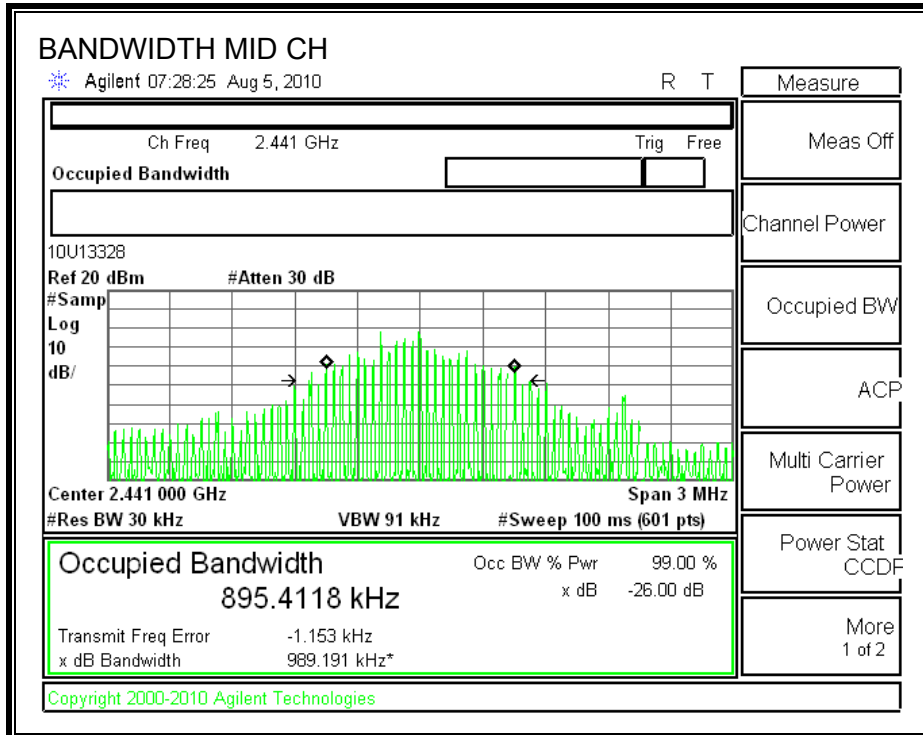 BANDWIDTH MID CH
Agilent 07:28:25 Aug 5, 2010 R T
Ch Freq 2.441 GHz Trig Free
Occupied Bandwidth
10U13328
Ref 20 dBm #Atten 30 dB
#Samp
Log
10
dB/
Center 2.441 000 GHz Span 3 MHz
#Res BW 30 kHz VBW 91 kHz #Sweep 100 ms (601 pts)
Occupied Bandwidth Occ BW % Pwr 99.00 %
895.4118 kHz x dB -26.00 dB
Transmit Freq Error -1.153 kHz
x dB Bandwidth 989.191 kHz*
Copyright 2000-2010 Agilent Technologies
Measure
Meas Off
Channel Power
Occupied BW
ACP
Multi Carrier
Power
Power Stat
CCDF
More
1 of 2